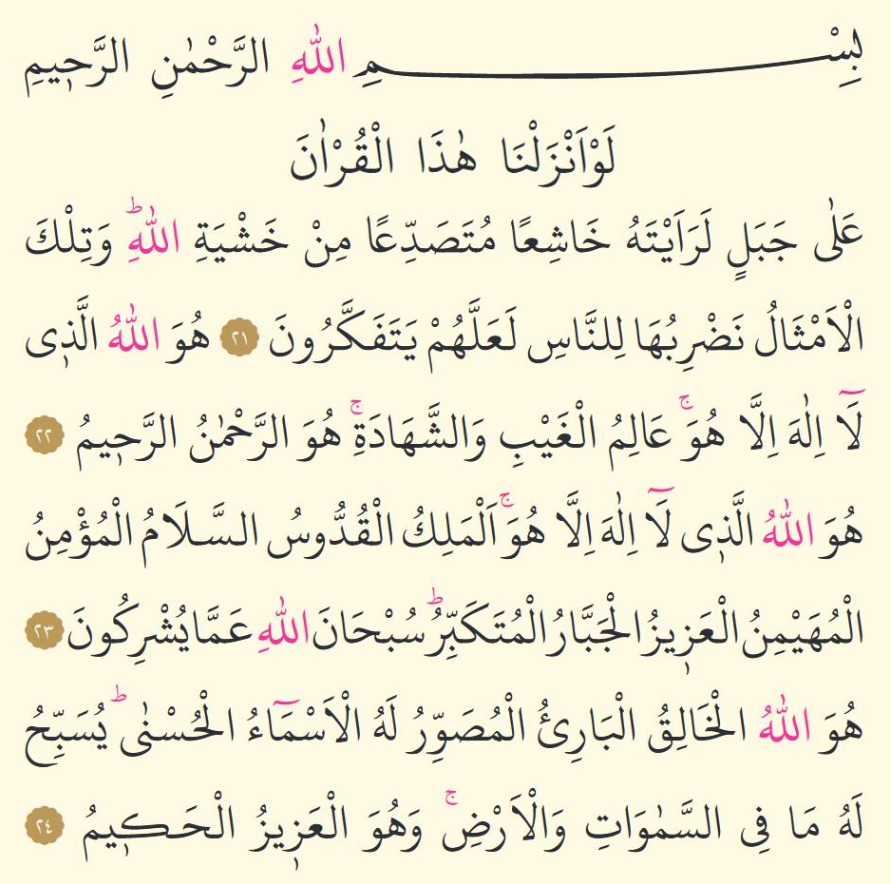 بِسْمِ اللّٰهِ الرَّحْمٰنِ الرَّحٖيمِ
لَوْ اَنْزَلْنَا هٰذَا الْقُرْاٰنَ
عَلٰى جَبَلٍ لَرَاَيْتَهُ خَاشِعًا مُتَصَدِّعًا مِنْ خَشْيَةِ اللّٰهِؕ وَتِلْكَ
الْاَمْثَالُ نَضْرِبُهَا لِلنَّاسِ لَعَلَّهُمْ يَتَفَكَّرُونَ ٢١ هُوَ اللّٰهُ الَّذٖى
لَٓا اِلٰهَ اِلَّا هُوَۚ عَالِمُ الْغَيْبِ وَالشَّهَادَةِۚ هُوَ الرَّحْمٰنُ الرَّحٖيمُ ٢٢
هُوَ اللّٰهُ الَّذٖى لَٓا اِلٰهَ اِلَّا هُوَۚ اَلْمَلِكُ الْقُدُّوسُ السَّلَامُ الْمُؤْمِنُ
الْمُهَيْمِنُ الْعَزٖيزُ الْجَبَّارُ الْمُتَكَبِّرُؕ سُبْحَانَ اللّٰهِ عَمَّا يُشْرِكُونَ ٢٣
هُوَ اللّٰهُ الْخَالِقُ الْبَارِئُ الْمُصَوِّرُ لَهُ الْاَسْمَٓاءُ الْحُسْنٰىؕ يُسَبِّحُ
لَهُ مَا فِى السَّمٰوَاتِ وَالْاَرْضِۚ وَهُوَ الْعَزٖيزُ الْحَكٖيمُ ٢٤